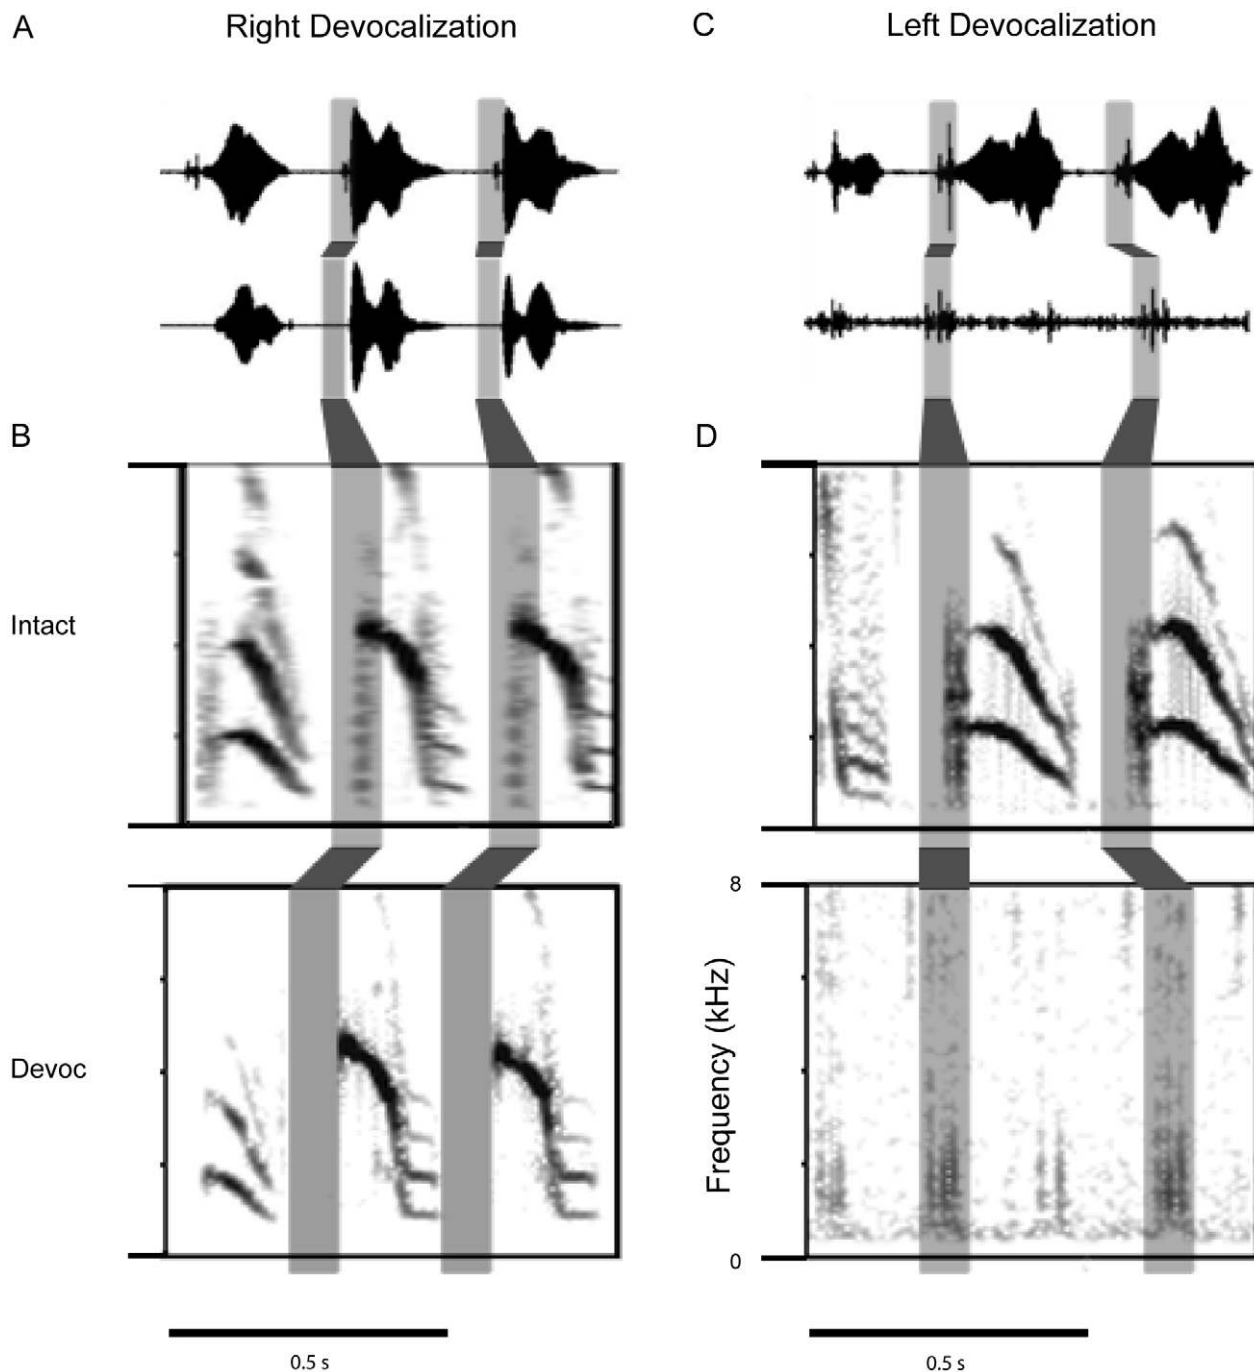 A
Right Devocalization
C
Left Devocalization
B
D
Intact
Devoc
8
Frequency (kHz)
0
0.5 s
0.5 s